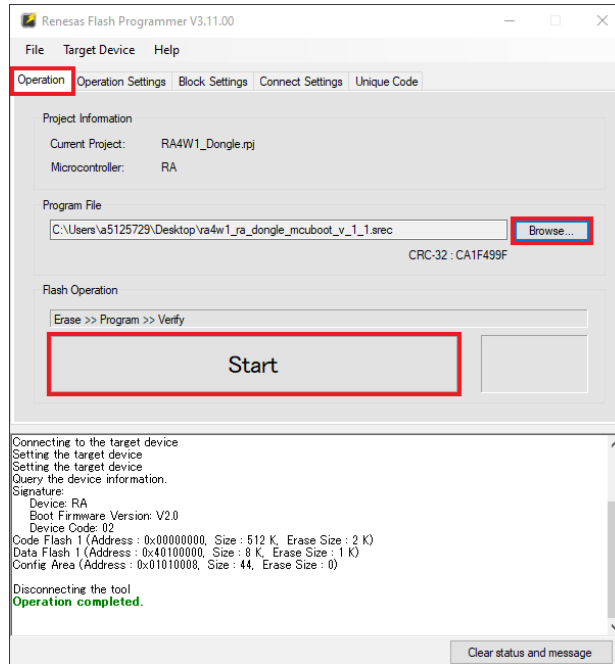 Renesas Flash Programmer V3.11.00
File Target Device Help
Operation Operation Settings Block Settings Connect Settings Unique Code
Project Information
Current Project: RA4W1_Dongle.rpj
Microcontroller: RA
Program File
C:\Users\a5125729\Desktop\ra4w1_ra_dongle_mcuboot_v_1_1.srec Browse...
CRC-32 : CA1F499F
Flash Operation
Erase >> Program >> Verify
Start
Connecting to the target device
Setting the target device
Setting the target device
Query the device information.
Signature:
Device: RA
Boot Firmware Version: V2.0
Device Code: 02
Code Flash 1 (Address : 0x00000000, Size : 512 K, Erase Size : 2 K)
Data Flash 1 (Address : 0x40100000, Size : 8 K, Erase Size : 1 K)
Config Area (Address : 0x01010008, Size : 44, Erase Size : 0)
Disconnecting the tool
Operation completed.
Clear status and message